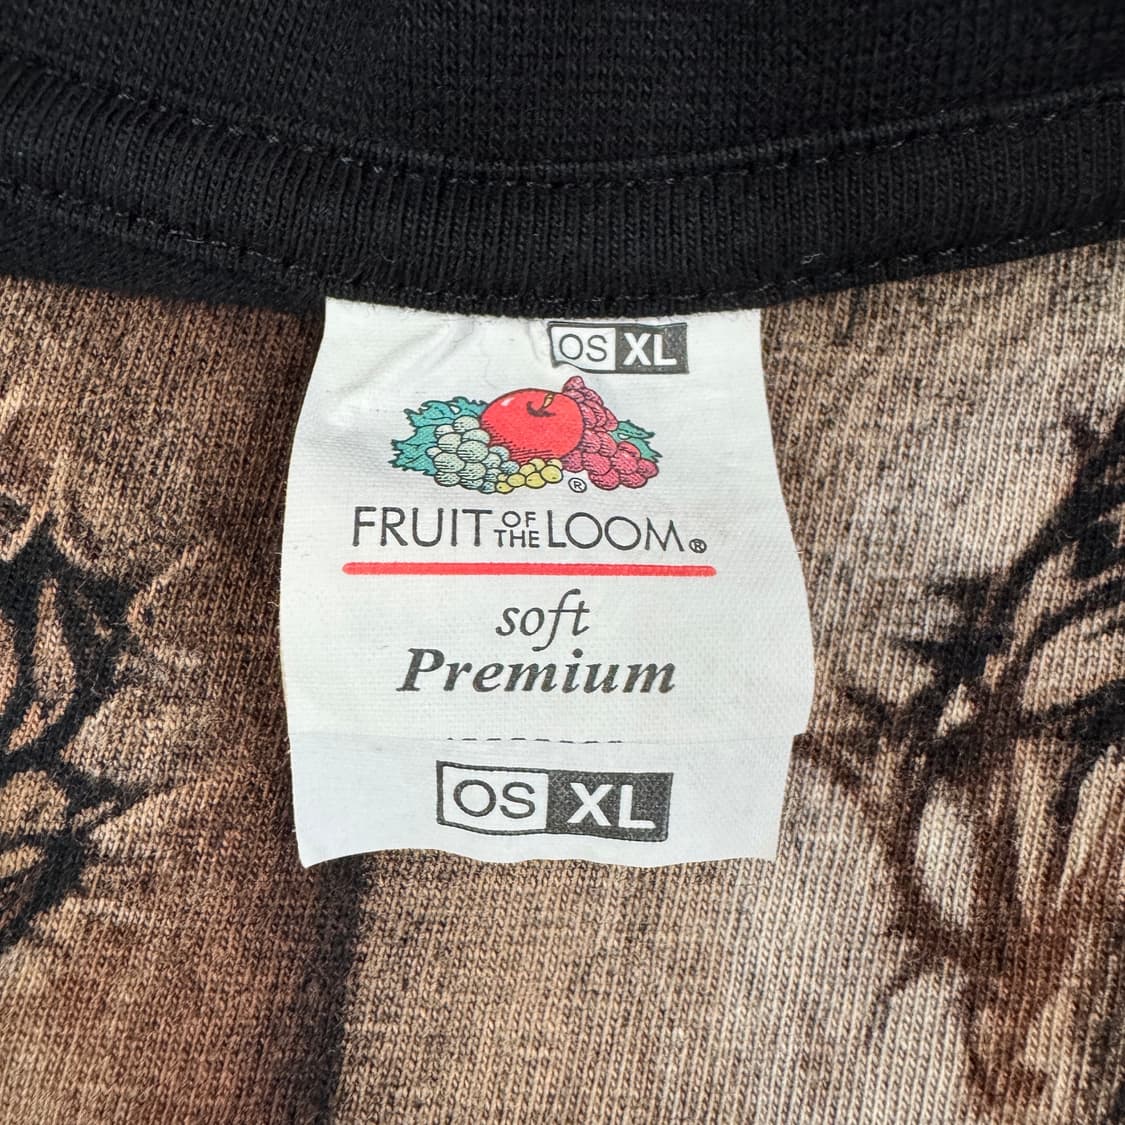 OS XL
®
FRUIT OF THE LOOM®
soft
Premium
OS XL